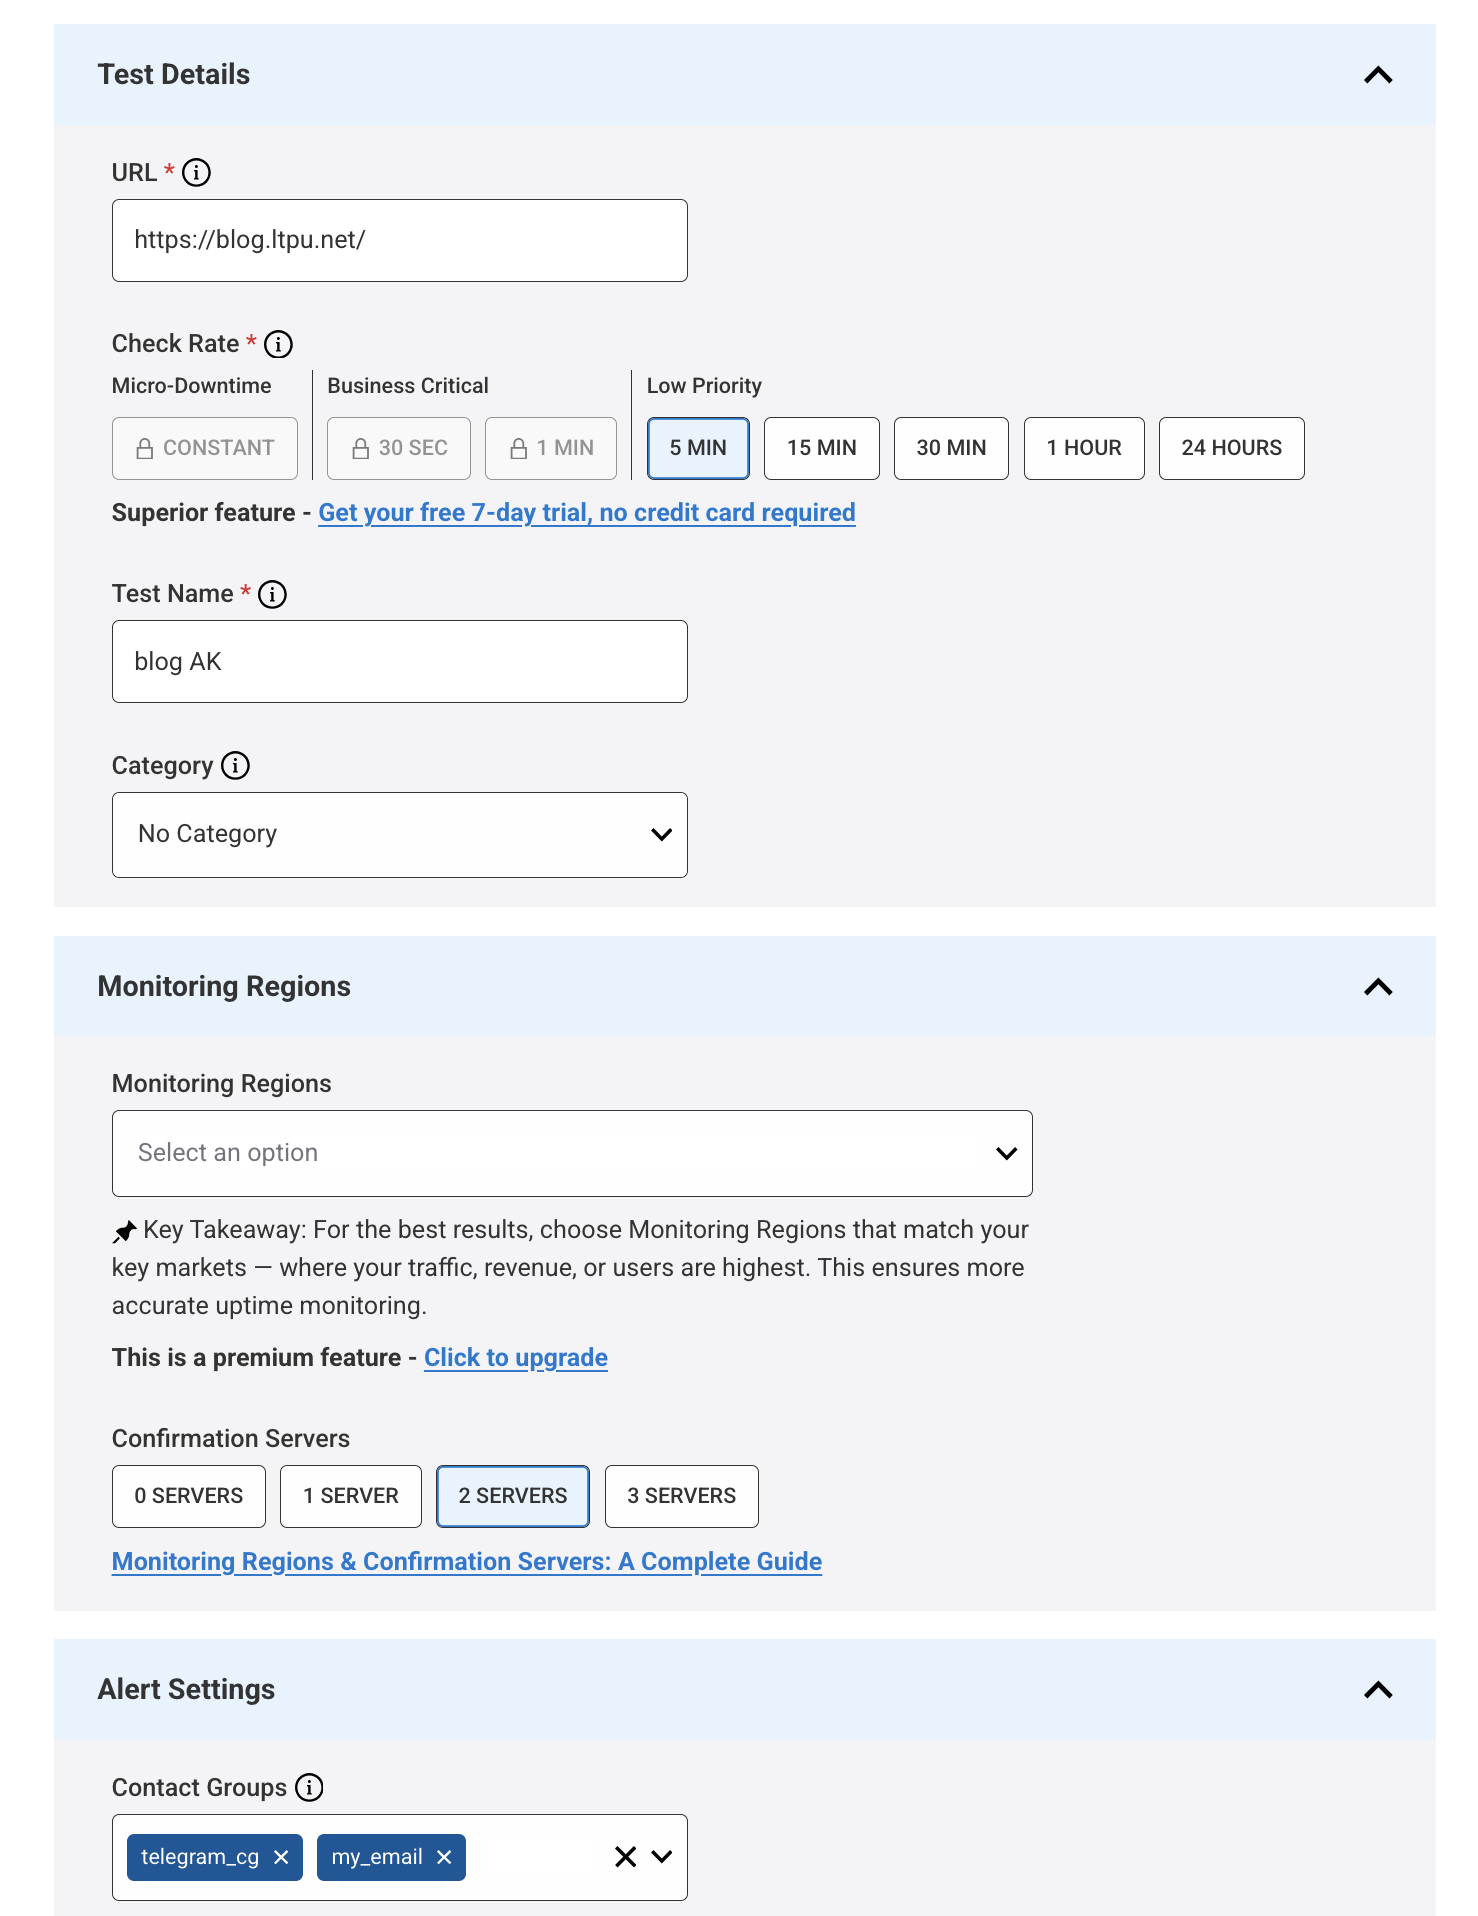 Test Details
URL *
https://blog.ltpu.net/
Check Rate *
Micro-Downtime Business Critical Low Priority
CONSTANT 30 SEC 1 MIN 5 MIN 15 MIN 30 MIN 1 HOUR 24 HOURS
Superior feature - Get your free 7-day trial, no credit card required
Test Name *
blog AK
Category
No Category
Monitoring Regions
Monitoring Regions
Select an option
Key Takeaway: For the best results, choose Monitoring Regions that match your
key markets — where your traffic, revenue, or users are highest. This ensures more
accurate uptime monitoring.
This is a premium feature - Click to upgrade
Confirmation Servers
0 SERVERS 1 SERVER 2 SERVERS 3 SERVERS
Monitoring Regions & Confirmation Servers: A Complete Guide
Alert Settings
Contact Groups
telegram_cg my_email